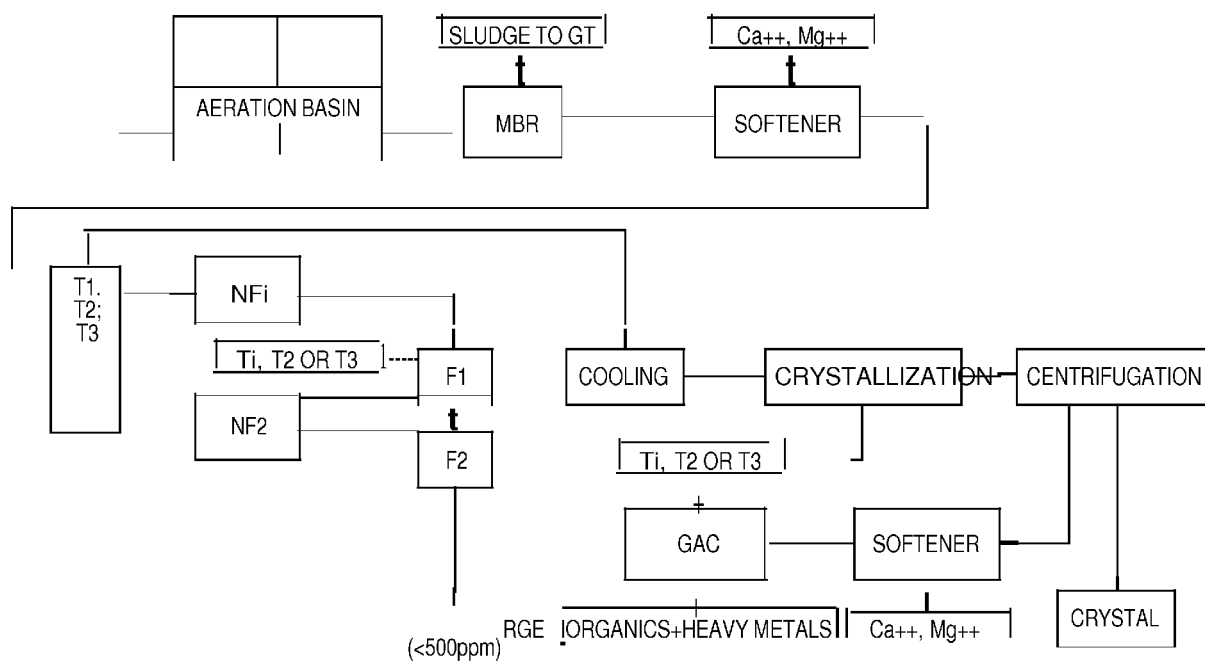 SLUDGE TO GT
Ca++, Mg++
AERATION BASIN
MBR
SOFTENER
T1.
T2;
T3
NFi
Ti, T2 OR T3
F1
NF2
F2
COOLING
CRYSTALLIZATION
CENTRIFUGATION
Ti, T2 OR T3
GAC
SOFTENER
CRYSTAL
(<500ppm)
RGE ORGANICS+HEAVY METALS
Ca++, Mg++